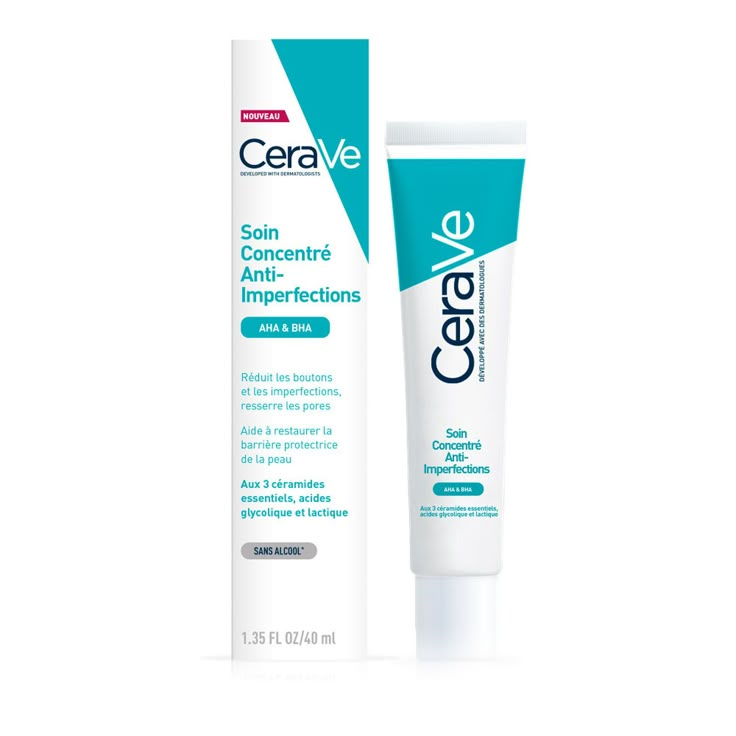 NOUVEAU
CeraVe
DEVELOPED WITH DERMATOLOGISTS
Soin
Concentré
Anti-
Imperfections
AHA & BHA
Réduit les boutons
et les imperfections,
resserre les pores
Aide à restaurer la
barrière protectrice
de la peau
Aux 3 céramides
essentiels, acides
glycolique et lactique
SANS ALCOOL*
1.35 FL OZ/40 ml
CeraVe
DÉVELOPPÉ AVEC DES DERMATOLOGUES
Soin
Concentré
Anti-
Imperfections
AHA & BHA
Aux 3 céramides essentiels,
acides glycolique et lactique